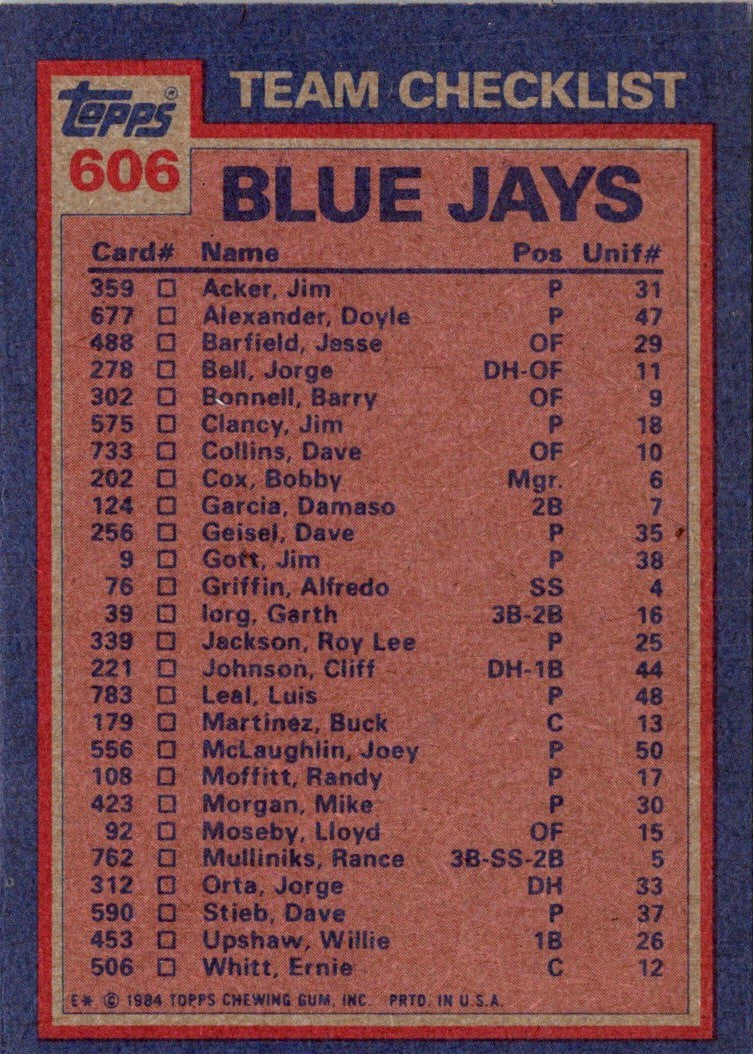 TEAM CHECKLIST
Topps®
606
BLUE JAYS
Card# Name Pos Unif#
359 Acker, Jim P 31
677 Alexander, Doyle P 47
488 Barfield, Jesse OF 29
278 Bell, Jorge DH-OF 11
302 Bonnell, Barry OF 9
575 Clancy, Jim P 18
733 Collins, Dave OF 10
202 Cox, Bobby Mgr. 6
124 Garcia, Damaso 2B 7
256 Geisel, Dave P 35
9 Gott, Jim P 38
76 Griffin, Alfredo SS 4
39 Iorg, Garth 3B-2B 16
339 Jackson, Roy Lee P 25
221 Johnson, Cliff DH-1B 44
783 Leal, Luis P 48
179 Martinez, Buck C 13
556 McLaughlin, Joey P 50
108 Moffitt, Randy P 17
423 Morgan, Mike P 30
92 Moseby, Lloyd OF 15
762 Mulliniks, Rance 3B-SS-2B 5
312 Orta, Jorge DH 33
590 Stieb, Dave P 37
453 Upshaw, Willie 1B 26
506 Whitt, Ernie C 12
E* © 1984 TOPPS CHEWING GUM, INC. PRTD. IN U.S.A.